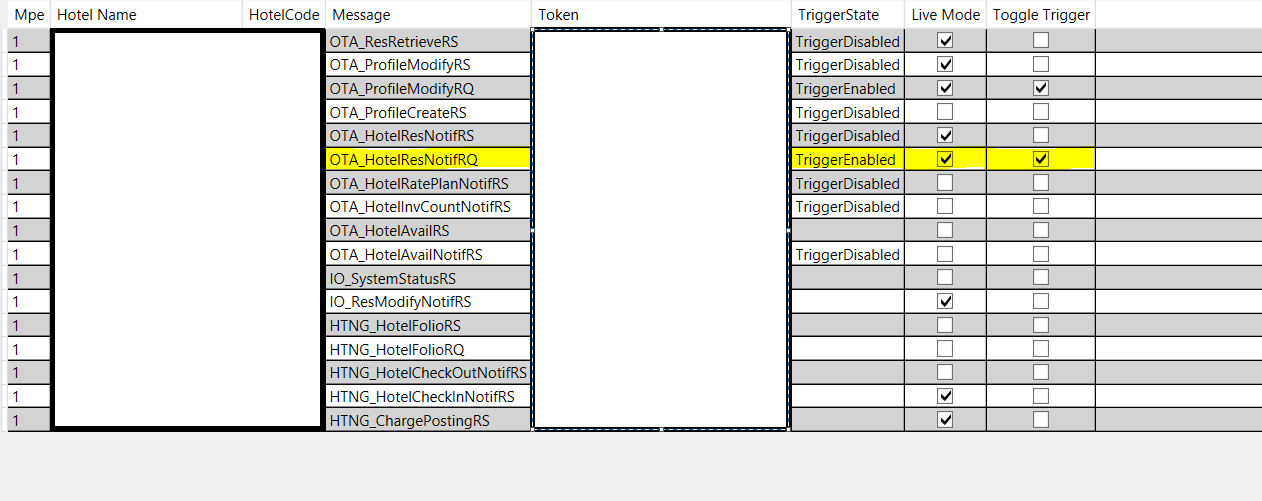 Mpe Hotel Name HotelCode Message Token TriggerState Live Mode Toggle Trigger
1 OTA_ResRetrieveRS TriggerDisabled
1 OTA_ProfileModifyRS TriggerDisabled
1 OTA_ProfileModifyRQ TriggerEnabled
1 OTA_ProfileCreateRS TriggerDisabled
1 OTA_HotelResNotifRS TriggerDisabled
1 OTA_HotelResNotifRQ TriggerEnabled
1 OTA_HotelRatePlanNotifRS TriggerDisabled
1 OTA_HotelInvCountNotifRS TriggerDisabled
1 OTA_HotelAvailRS
1 OTA_HotelAvailNotifRS TriggerDisabled
1 IO_SystemStatusRS
1 IO_ResModifyNotifRS
1 HTNG_HotelFolioRS
1 HTNG_HotelFolioRQ
1 HTNG_HotelCheckOutNotifRS
1 HTNG_HotelCheckInNotifRS
1 HTNG_ChargePostingRS